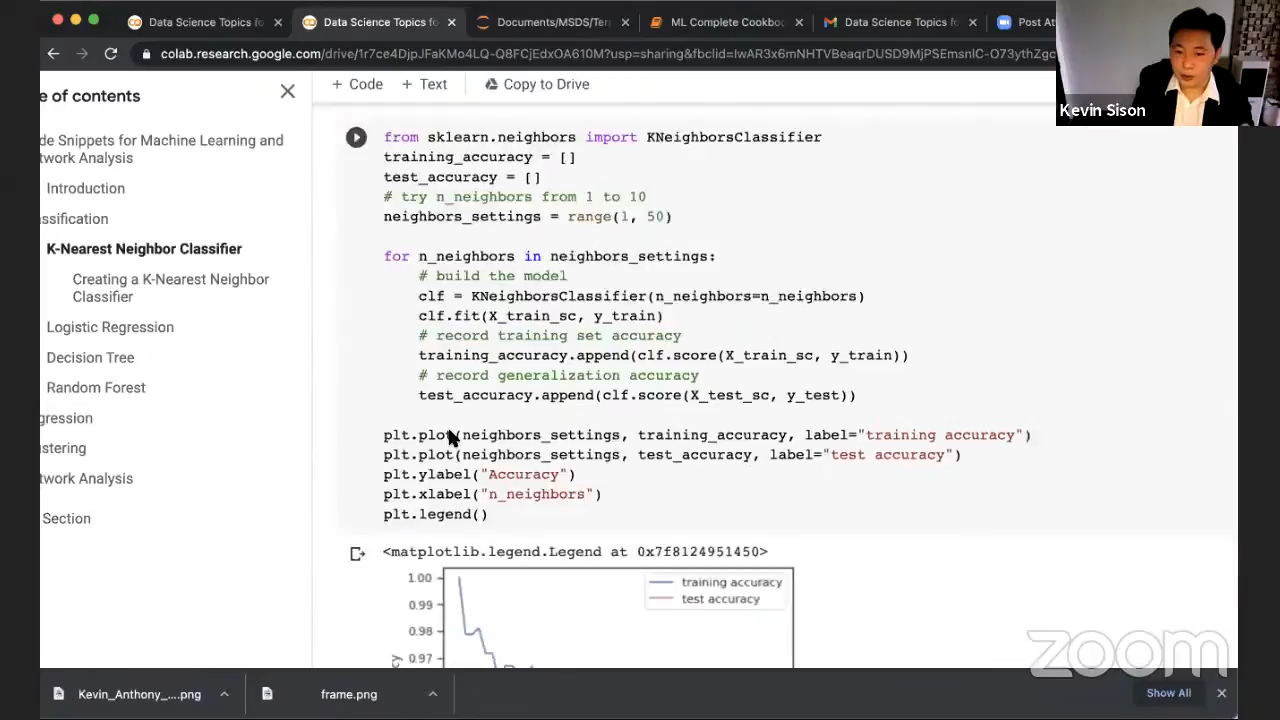 Data Science Topics fo
Data Science Topics fo
Documents/MSDS/Ter
ML Complete Cookbo
Data Science Topics fo
Post At
colab.research.google.com/drive/1r7ce4DjpJFaKMo4LQ-Q8FCjEdxOA610M?usp=sharing&fbclid=IwAR3x6mNHTVBeaqrDUSD9MjPSEmsnlC-O73ythZgc
Kevin Sison
e of contents
+ Code + Text Copy to Drive
de Snippets for Machine Learning and
twork Analysis
Introduction
ssification
K-Nearest Neighbor Classifier
Creating a K-Nearest Neighbor
Classifier
Logistic Regression
Decision Tree
Random Forest
gression
stering
twork Analysis
Section
from sklearn.neighbors import KNeighborsClassifier
training_accuracy = []
test_accuracy = []
# try n_neighbors from 1 to 10
neighbors_settings = range(1, 50)
for n_neighbors in neighbors_settings:
# build the model
clf = KNeighborsClassifier(n_neighbors=n_neighbors)
clf.fit(X_train_sc, y_train)
# record training set accuracy
training_accuracy.append(clf.score(X_train_sc, y_train))
# record generalization accuracy
test_accuracy.append(clf.score(X_test_sc, y_test))
plt.plot(neighbors_settings, training_accuracy, label="training accuracy")
plt.plot(neighbors_settings, test_accuracy, label="test accuracy")
plt.ylabel("Accuracy")
plt.xlabel("n_neighbors")
plt.legend()
<matplotlib.legend.Legend at 0x7f8124951450>
training accuracy
test accuracy
1.00
0.99
0.98
0.97
cy
zoom
Kevin_Anthony_....png
frame.png
Show All